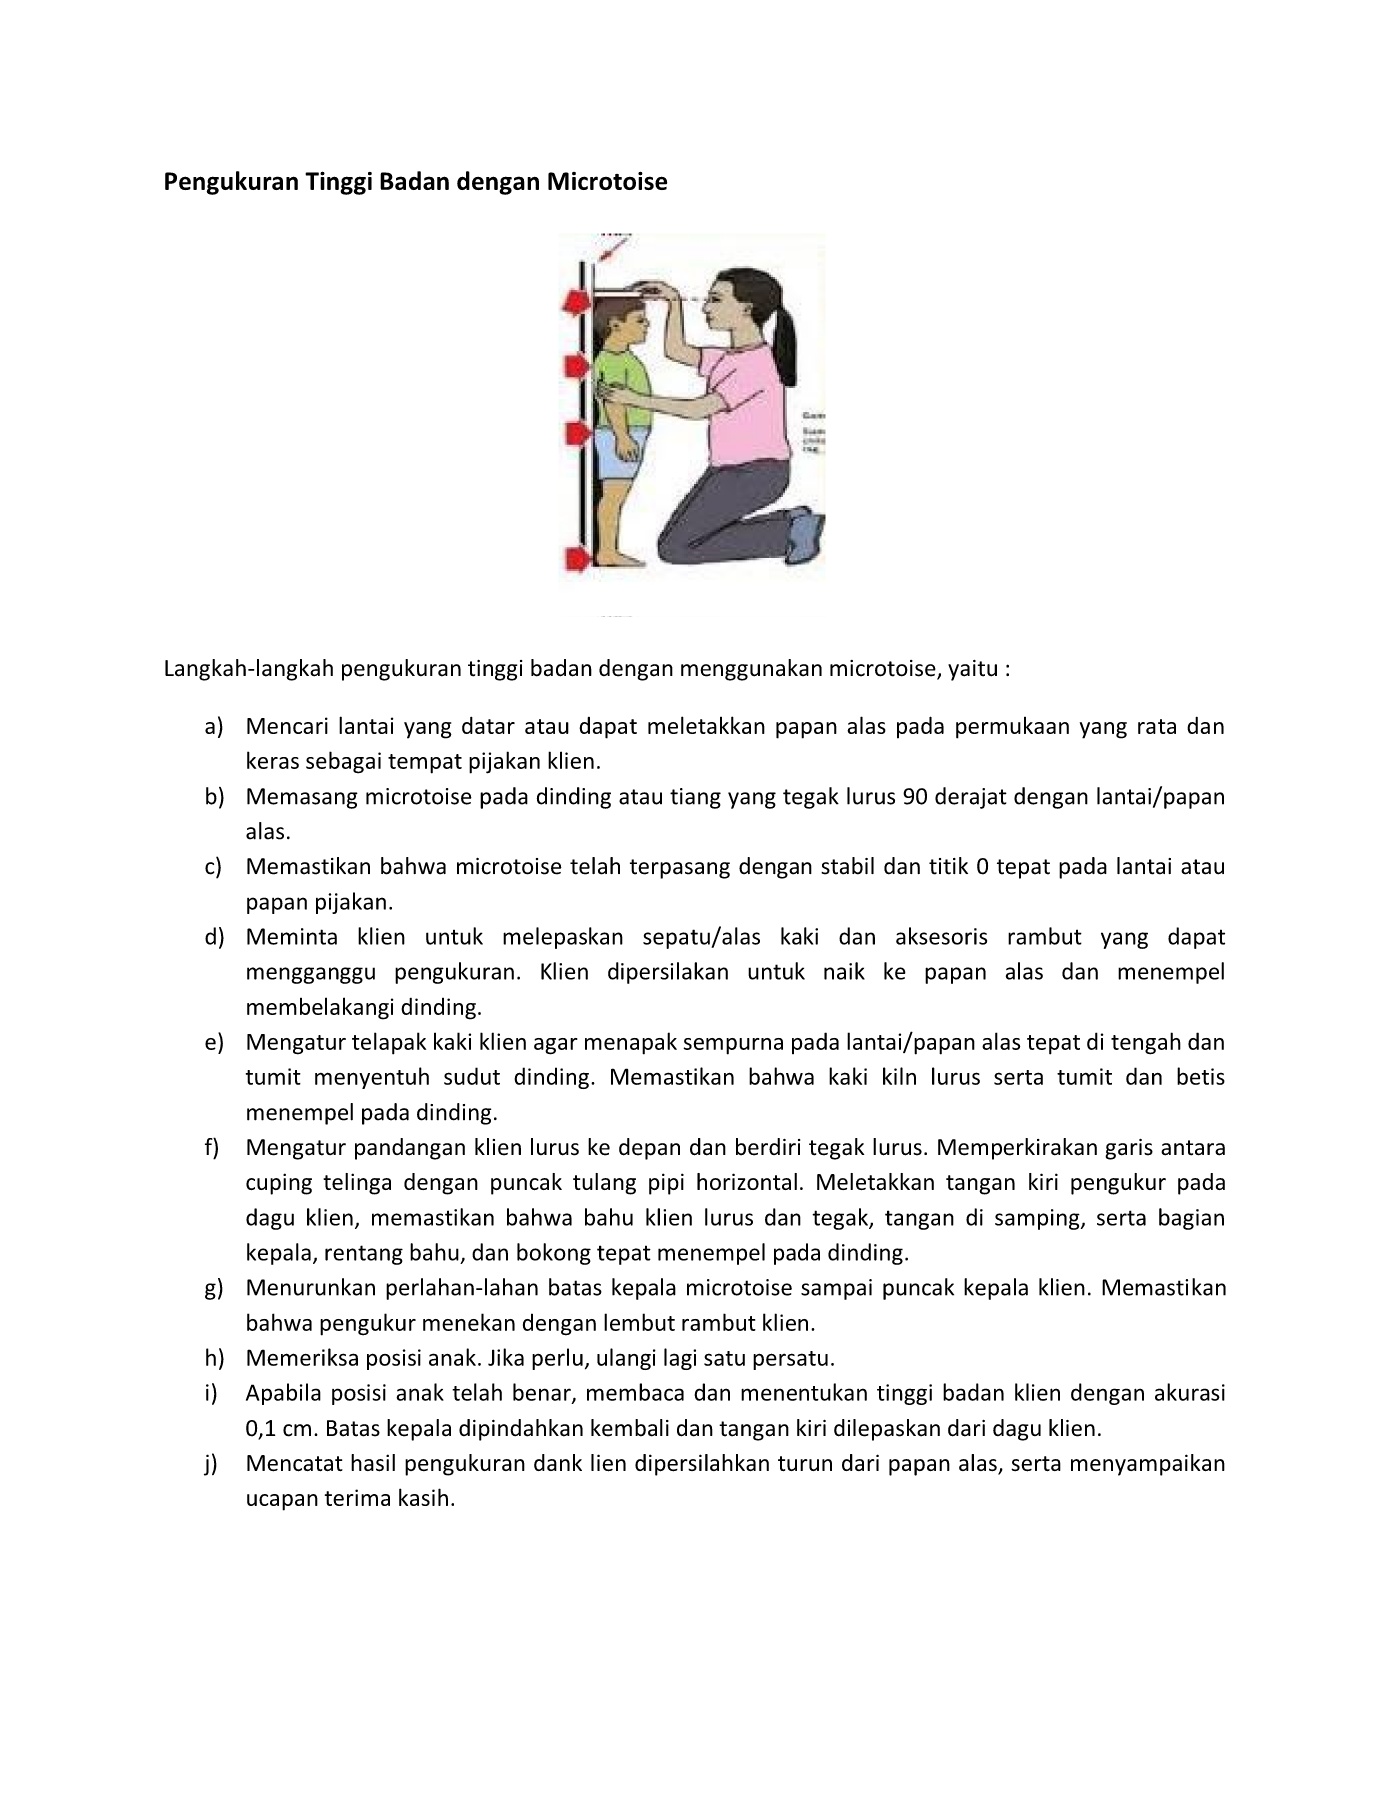 Pengukuran Tinggi Badan dengan Microtoise
Langkah-langkah pengukuran tinggi badan dengan menggunakan microtoise, yaitu :
a) Mencari lantai yang datar atau dapat meletakkan papan alas pada permukaan yang rata dan
keras sebagai tempat pijakan klien.
b) Memasang microtoise pada dinding atau tiang yang tegak lurus 90 derajat dengan lantai/papan
alas.
c) Memastikan bahwa microtoise telah terpasang dengan stabil dan titik 0 tepat pada lantai atau
papan pijakan.
d) Meminta klien untuk melepaskan sepatu/alas kaki dan aksesoris rambut yang dapat
mengganggu pengukuran. Klien dipersilakan untuk naik ke papan alas dan menempel
membelakangi dinding.
e) Mengatur telapak kaki klien agar menapak sempurna pada lantai/papan alas tepat di tengah dan
tumit menyentuh sudut dinding. Memastikan bahwa kaki kiln lurus serta tumit dan betis
menempel pada dinding.
f) Mengatur pandangan klien lurus ke depan dan berdiri tegak lurus. Memperkirakan garis antara
cuping telinga dengan puncak tulang pipi horizontal. Meletakkan tangan kiri pengukur pada
dagu klien, memastikan bahwa bahu klien lurus dan tegak, tangan di samping, serta bagian
kepala, rentang bahu, dan bokong tepat menempel pada dinding.
g) Menurunkan perlahan-lahan batas kepala microtoise sampai puncak kepala klien. Memastikan
bahwa pengukur menekan dengan lembut rambut klien.
h) Memeriksa posisi anak. Jika perlu, ulangi lagi satu persatu.
i) Apabila posisi anak telah benar, membaca dan menentukan tinggi badan klien dengan akurasi
0,1 cm. Batas kepala dipindahkan kembali dan tangan kiri dilepaskan dari dagu klien.
j) Mencatat hasil pengukuran dank lien dipersilahkan turun dari papan alas, serta menyampaikan
ucapan terima kasih.